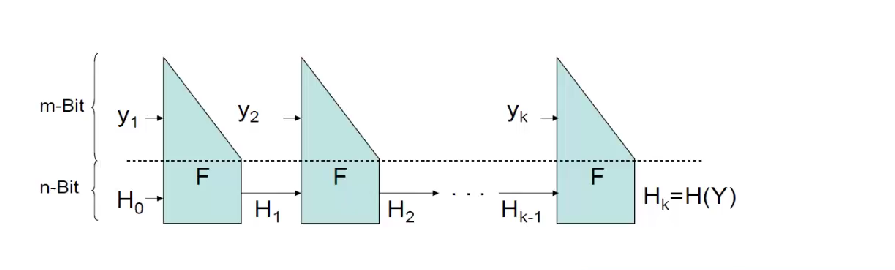 m-Bit
y1
y2
yk
n-Bit
F
F
F
H0
H1
H2
. . .
Hk-1
Hk=H(Y)